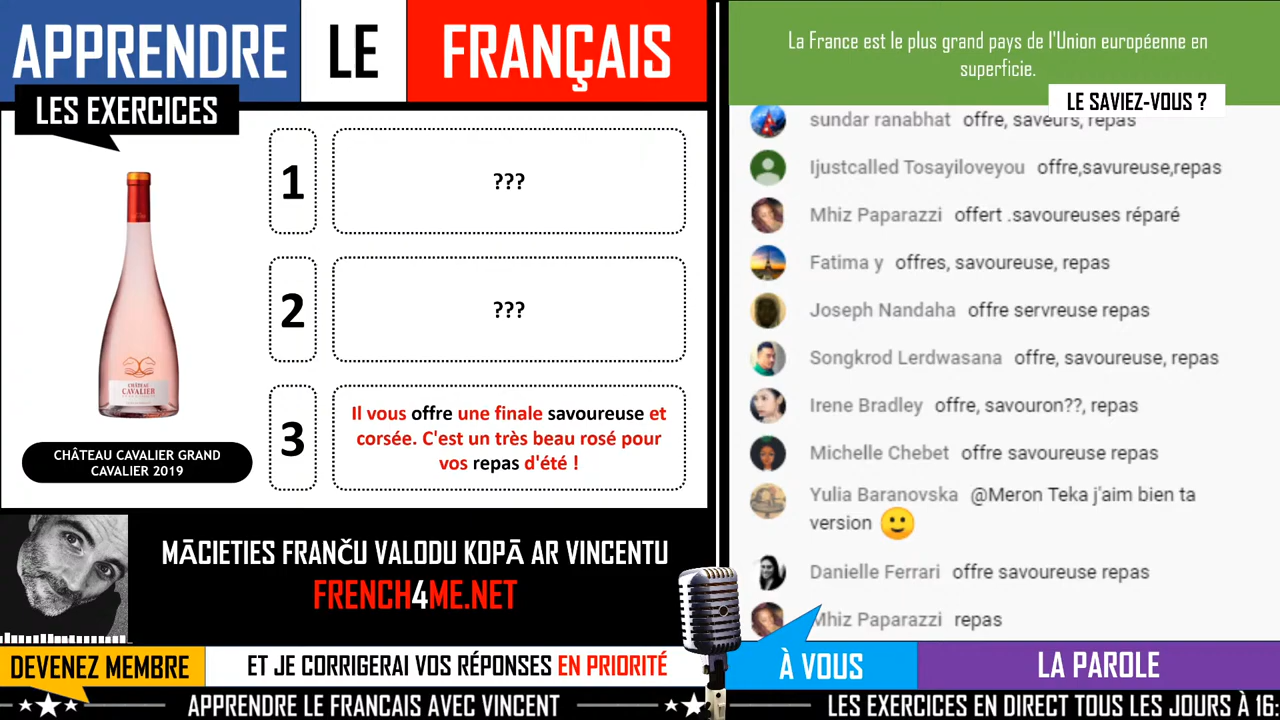 APPRENDRE LE FRANÇAIS
LES EXERCICES
CHÂTEAU
CAVALIER
CHÂTEAU CAVALIER GRAND
CAVALIER 2019
1
???
2
???
3
Il vous offre une finale savoureuse et
corsée. C'est un très beau rosé pour
vos repas d'été !
MĀCIETIES FRANČU VALODU KOPĀ AR VINCENTU
FRENCH4ME.NET
DEVENEZ MEMBRE
ET JE CORRIGERAI VOS RÉPONSES EN PRIORITÉ
APPRENDRE LE FRANCAIS AVEC VINCENT
La France est le plus grand pays de l'Union européenne en
superficie.
LE SAVIEZ-VOUS ?
sundar ranabhat offre, saveurs, repas
Ijustcalled Tosayiloveyou offre,savureuse,repas
Mhiz Paparazzi offert .savoureuses réparé
Fatima y offres, savoureuse, repas
Joseph Nandaha offre servreuse repas
Songkrod Lerdwasana offre, savoureuse, repas
Irene Bradley offre, savouron??, repas
Michelle Chebet offre savoureuse repas
Yulia Baranovska @Meron Teka j'aim bien ta
version 🙂
Danielle Ferrari offre savoureuse repas
Mhiz Paparazzi repas
À VOUS
LA PAROLE
LES EXERCICES EN DIRECT TOUS LES JOURS À 16: